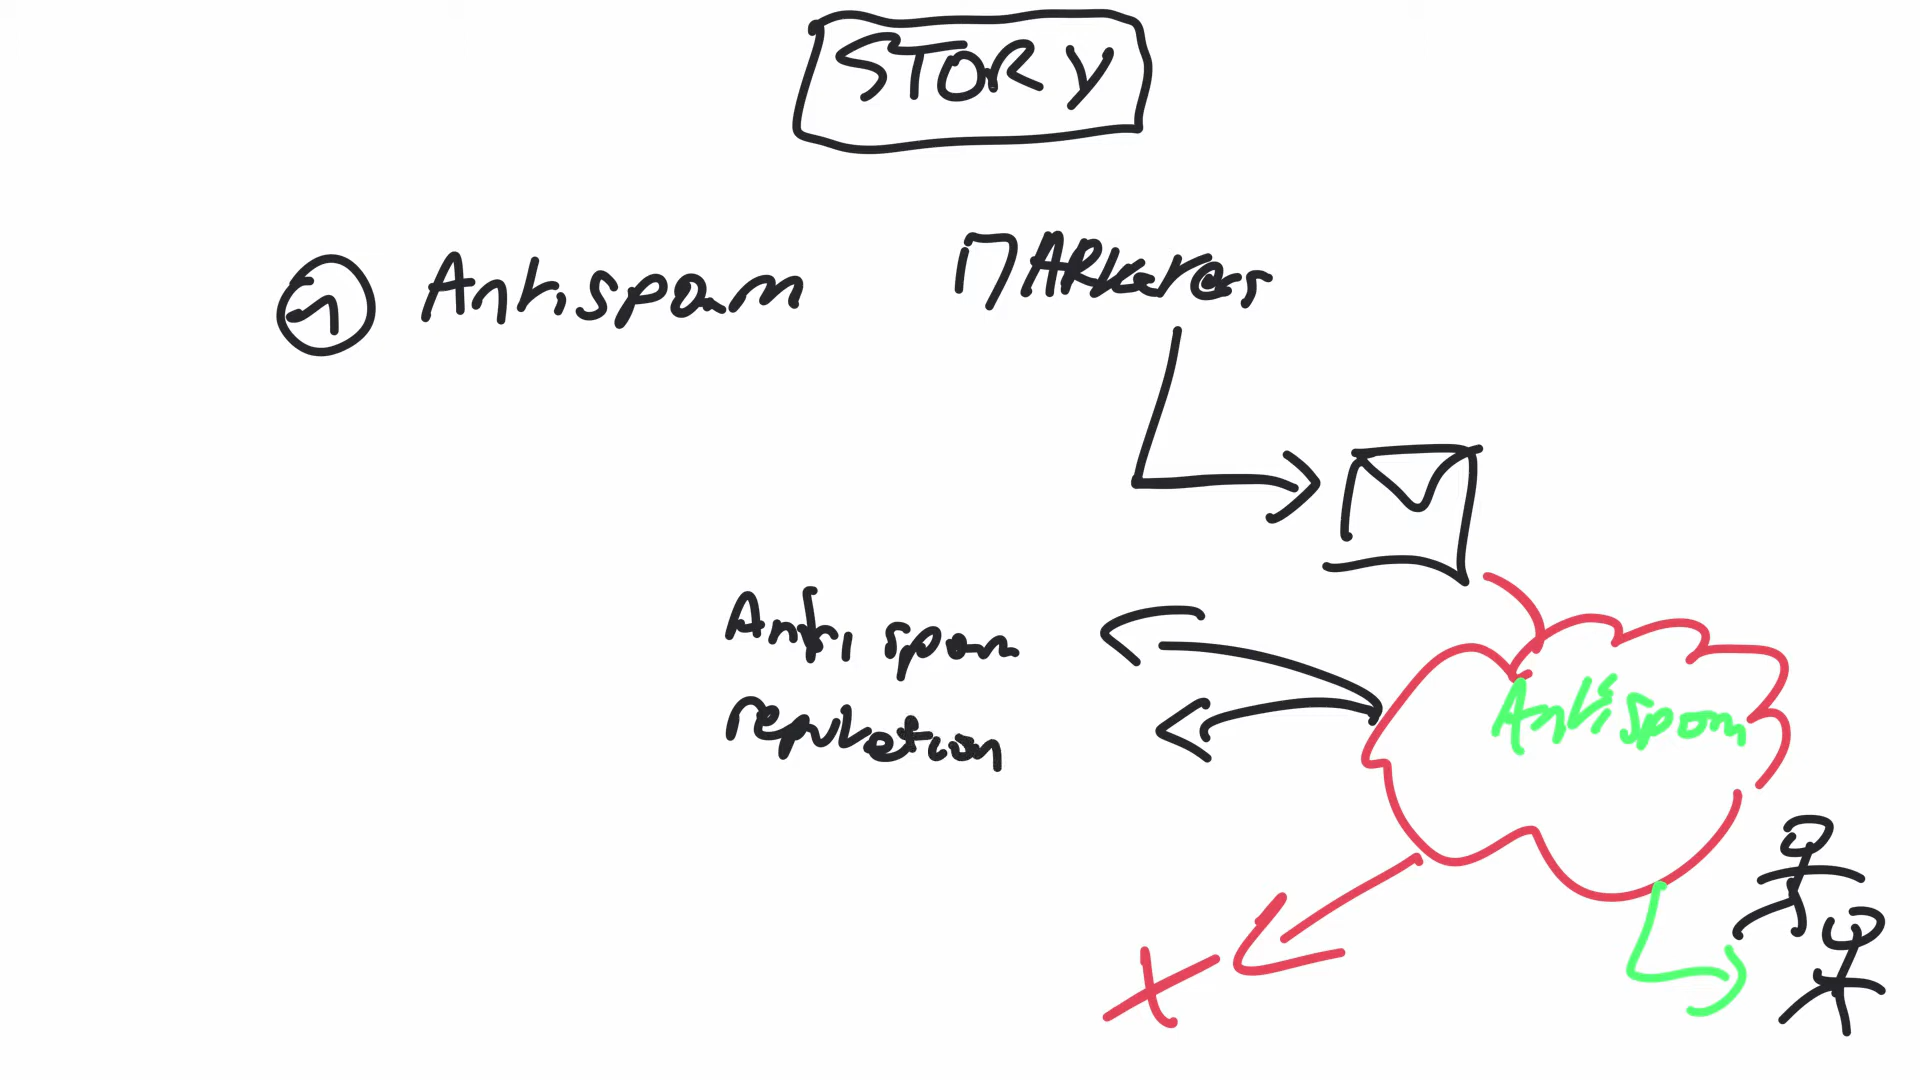 STORY
1 Antispam MARketers
Anti spam
reputation
Antispam